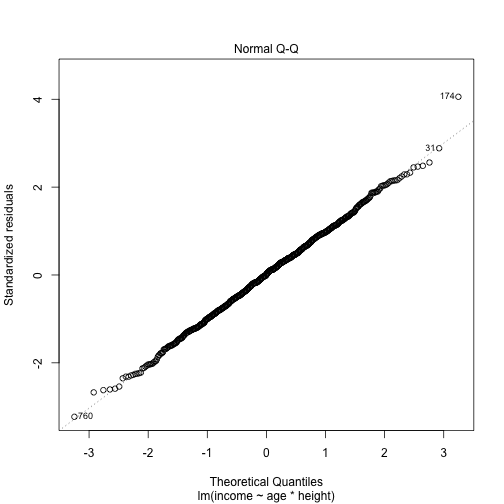 Normal Q-Q
174
31
760
4
2
0
-2
Standardized residuals
-3 -2 -1 0 1 2 3
Theoretical Quantiles
lm(income ~ age * height)